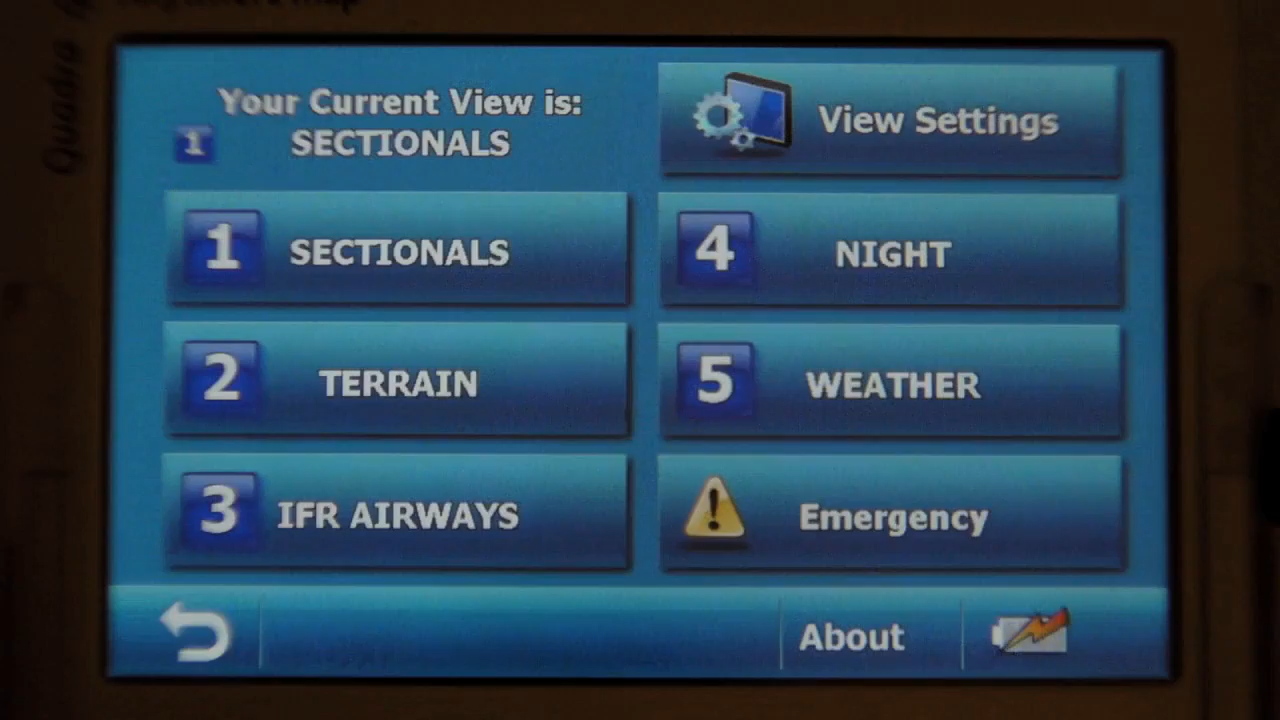 Quadra
Your Current View is:
1 SECTIONALS
View Settings
1 SECTIONALS
4 NIGHT
2 TERRAIN
5 WEATHER
3 IFR AIRWAYS
Emergency
About